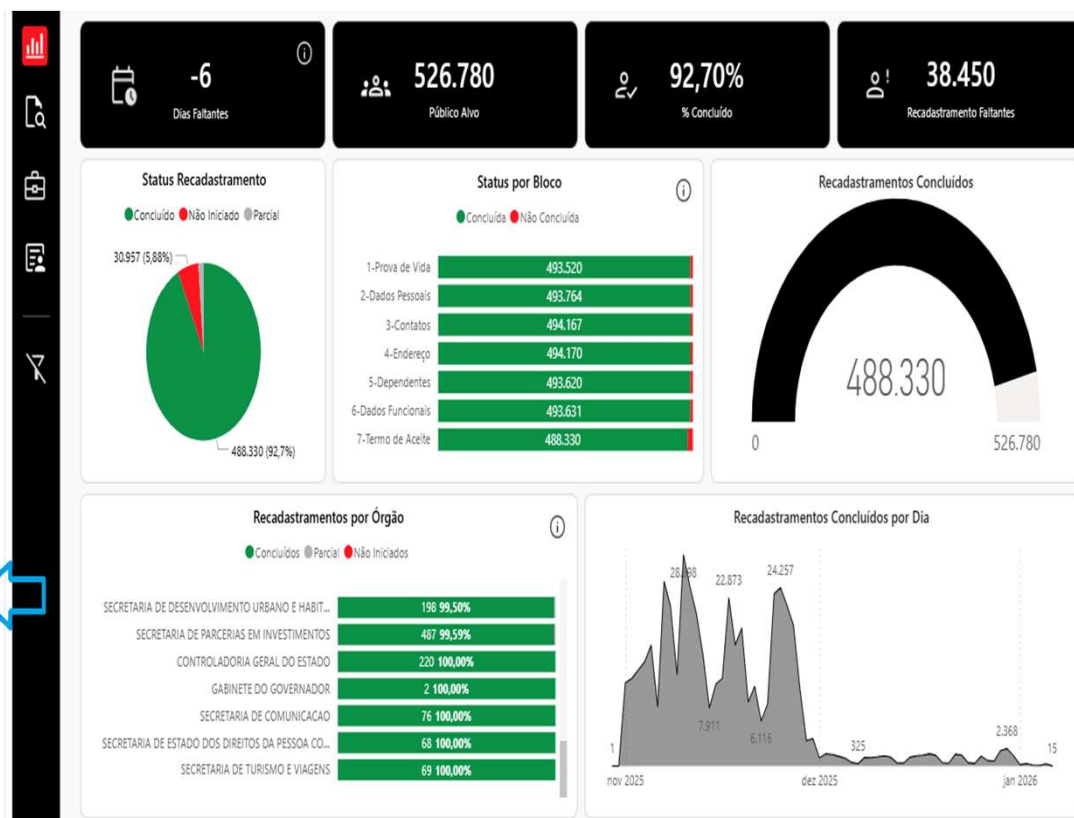 -6
Dias Faltantes
526.780
Público Alvo
92,70%
% Concluído
38.450
Recadastramento Faltantes
Status Recadastramento
Concluído Não Iniciado Parcial
30.957 (5,88%)
488.330 (92,7%)
Status por Bloco
Concluída Não Concluída
1-Prova de Vida 493.520
2-Dados Pessoais 493.764
3-Contatos 494.167
4-Endereço 494.170
5-Dependentes 493.620
6-Dados Funcionais 493.631
7-Termo de Aceite 488.330
Recadastramentos Concluídos
488.330
0 526.780
Recadastramentos por Órgão
Concluídos Parcial Não Iniciados
SECRETARIA DE DESENVOLVIMENTO URBANO E HABIT... 198 99,50%
SECRETARIA DE PARCERIAS EM INVESTIMENTOS 487 99,59%
CONTROLADORIA GERAL DO ESTADO 220 100,00%
GABINETE DO GOVERNADOR 2 100,00%
SECRETARIA DE COMUNICACAO 76 100,00%
SECRETARIA DE ESTADO DOS DIREITOS DA PESSOA CO... 68 100,00%
SECRETARIA DE TURISMO E VIAGENS 69 100,00%
Recadastramentos Concluídos por Dia
22.873 24.257
7.911
6.116
1 325 2.368 15
nov 2025 dez 2025 jan 2026